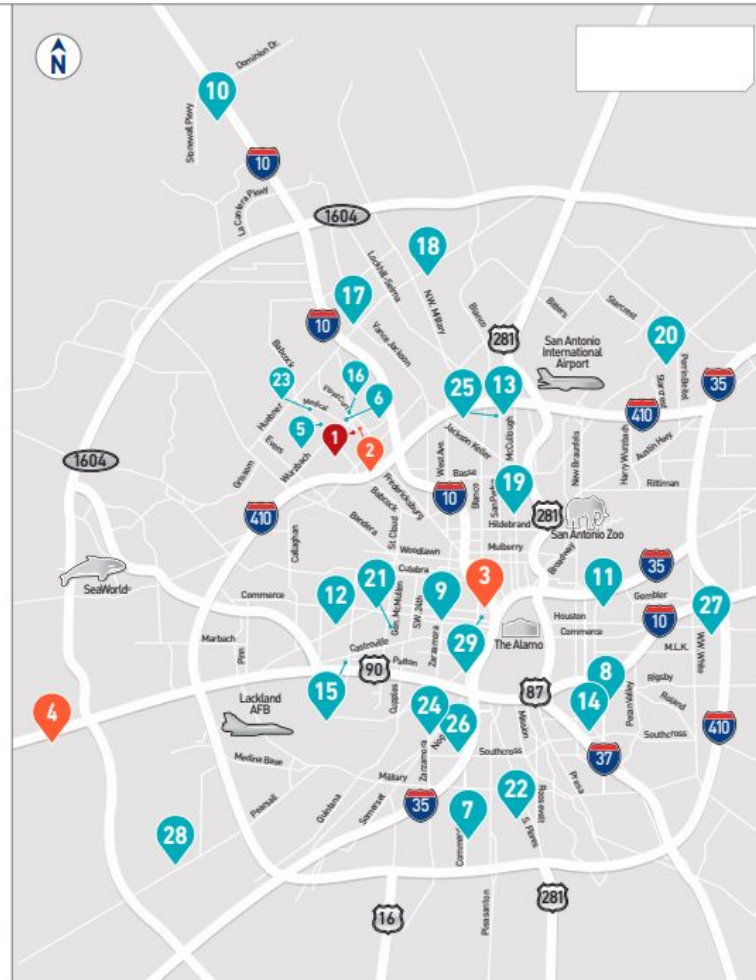 N
Dominion Dr.
10
Stonewall Pkwy
10
La Cantera Pkwy
1604
18
Lockhill-Selma
17
N.W. Military
Blanco
Bitters
Starcrest
10
Vance Jackson
281
San Antonio
International
Airport
20
Babcock
Perrin Beitel
Starcrest
35
23
16
6
25
13
410
Medical
Floyd Curl
Huebner
5
1
2
Evers
Wurzbach
Jackson Keller
McCullough
West Ave.
New Braunfels
Harry Wurzbach
Austin Hwy
1604
Grissom
Basse
Rittiman
Fredericksburg
Babcock
10
Blanco
San Pedro
19
410
Callaghan
Bandera
St. Cloud
Hildebrand
281
San Antonio Zoo
Woodlawn
Mulberry
Broadway
SeaWorld
Culebra
35
Commerce
12
21
Gen. McMullen
S.W. 24th
9
3
11
Gembler
27
Houston
10
Marbach
Pinn
Castroville
Zarzamora
29
The Alamo
Commerce
M.L.K.
W.W. White
90
Patton
15
Cupples
87
8
Rigsby
Lackland
AFB
24
Mission
14
Pecan Valley
Roland
4
26
Southcross
410
Medina Base
Zarzamora
Southcross
37
Military
Presa
Pearsall
Quintana
Somerset
35
7
22
Roosevelt
S. Flores
28
16
Pleasanton
281